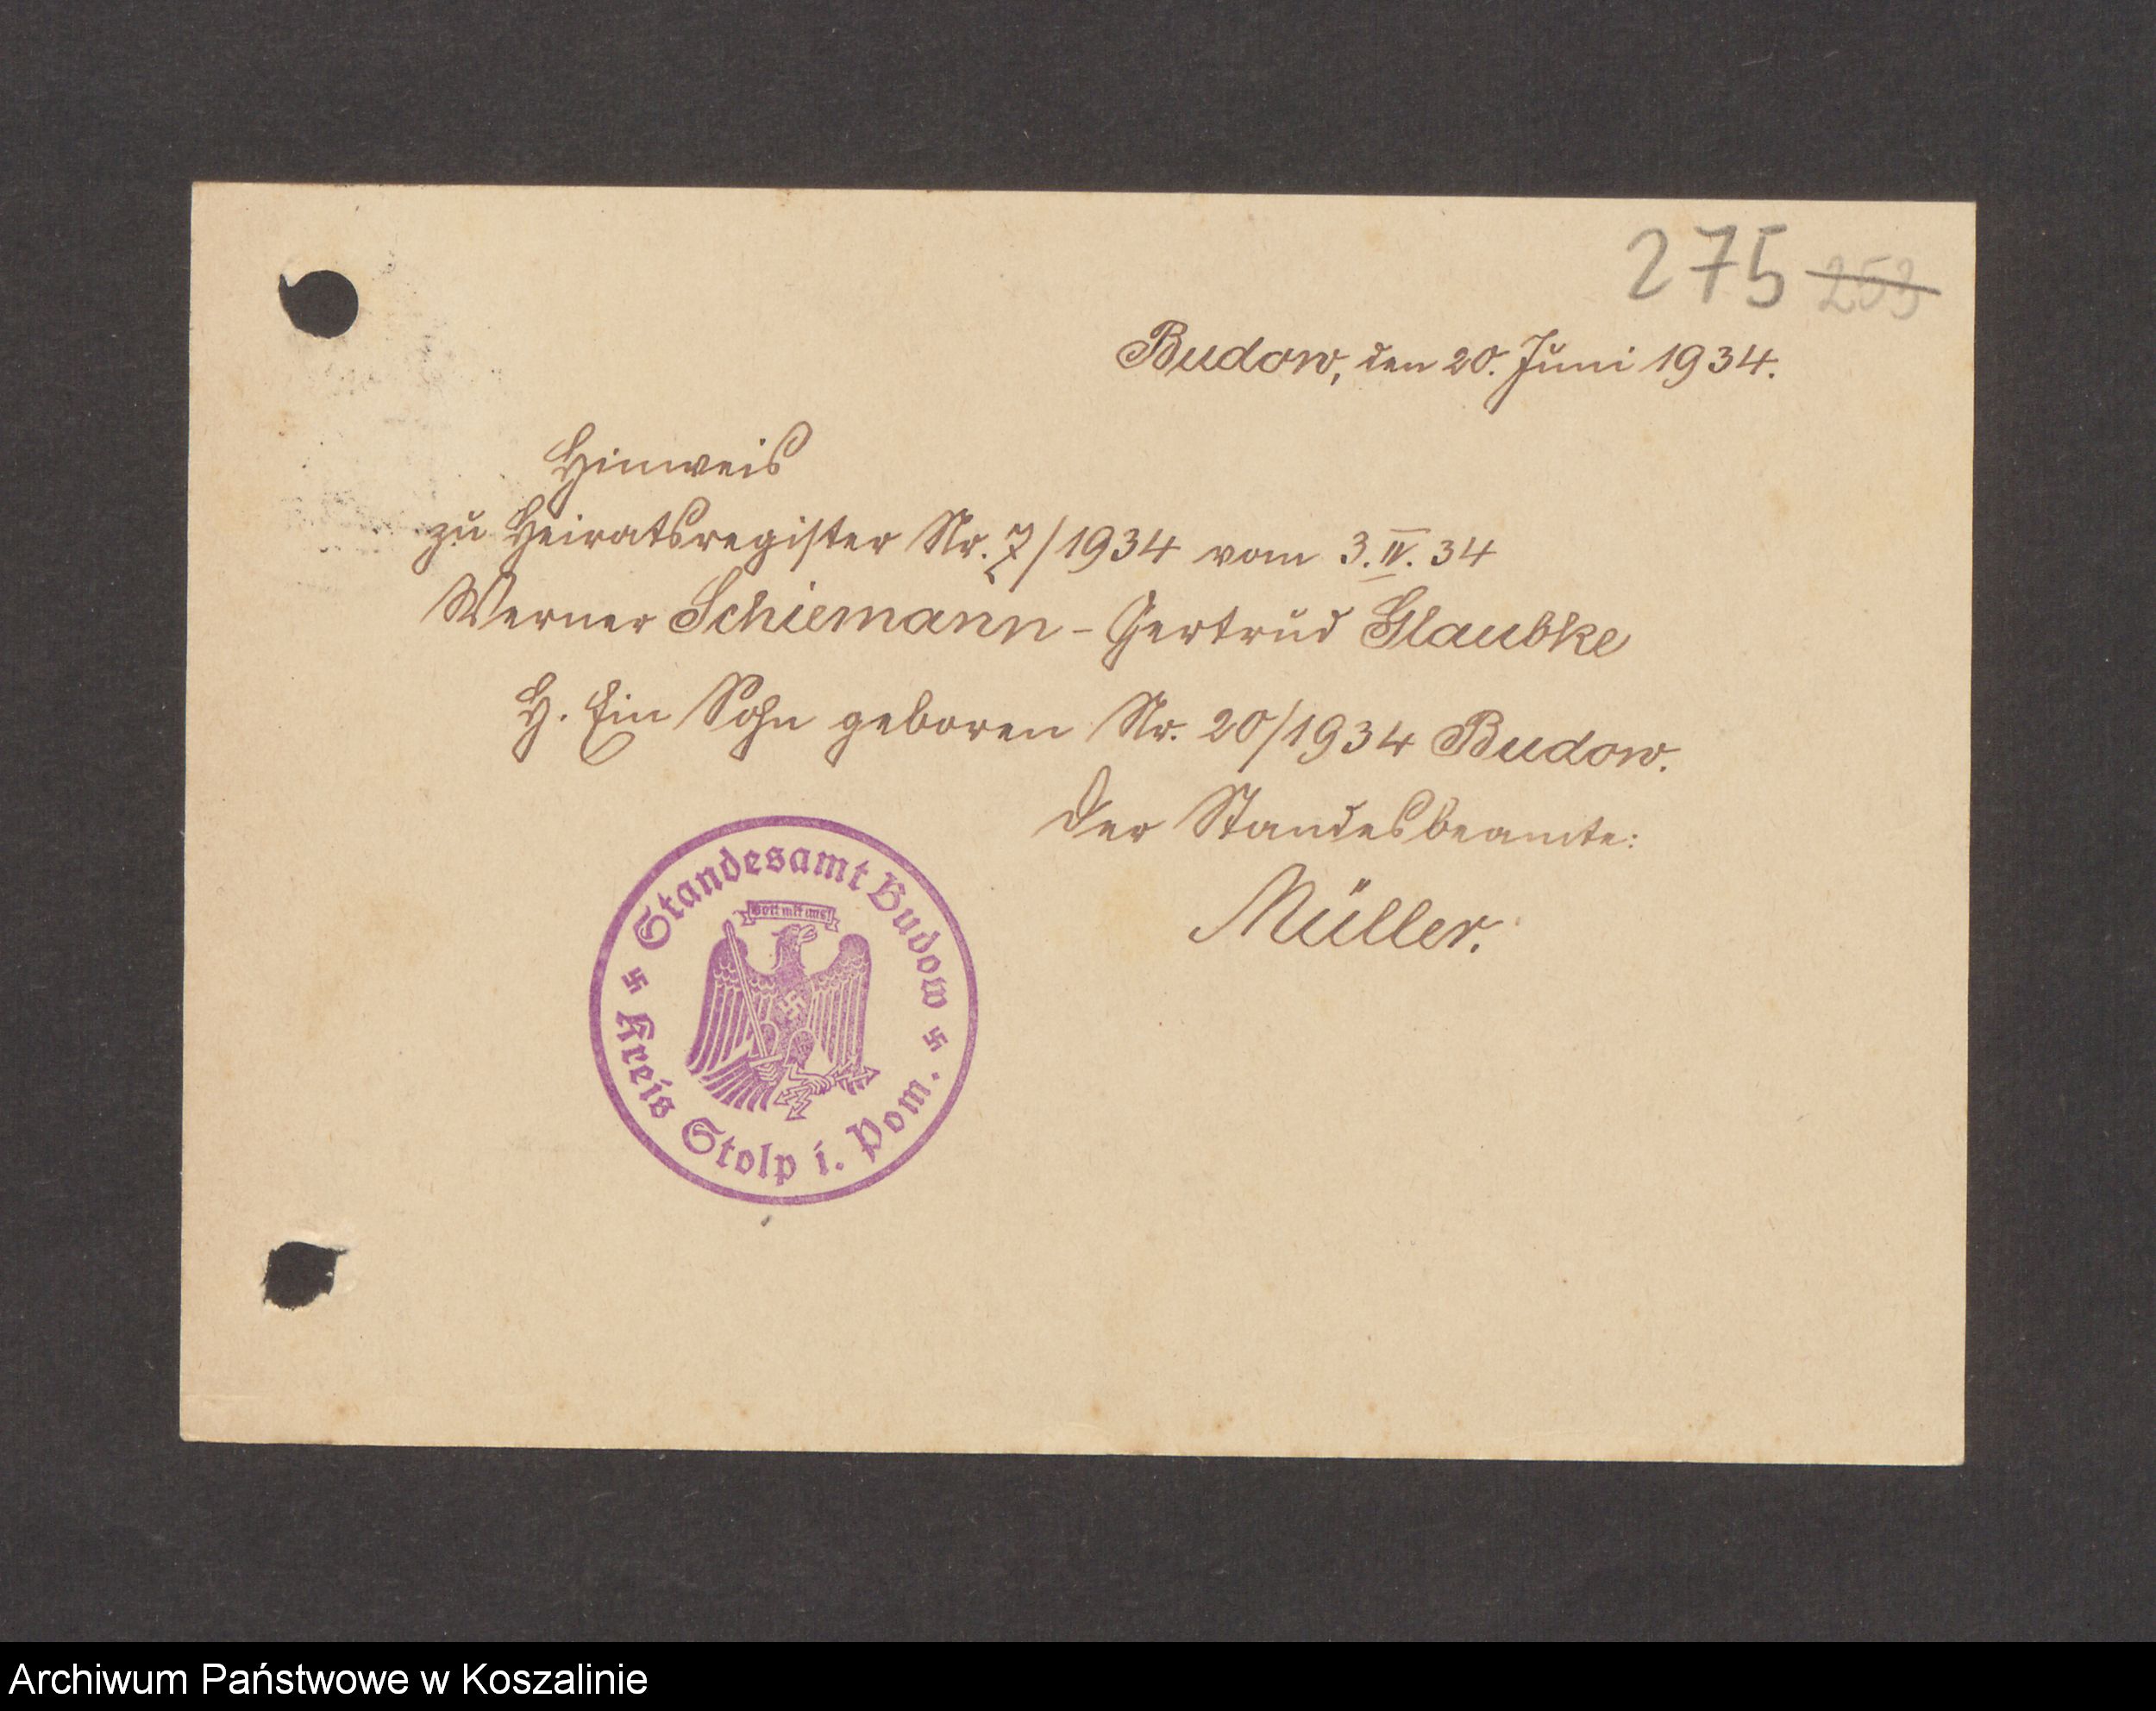 275 253
Budow, den 20. Juni 1934.
Hinweis
zu Heiratsregister Nr. 7/1934 vom 3. IV. 34
Werner Schiemann - Gertrud Glaubke
H. Ein Sohn geboren Nr. 20/1934 Budow.
Der Standesbeamte:
Müller.
Standesamt Budow
Gott mit uns!
Kreis Stolp i. Pom.
Archiwum Państwowe w Koszalinie